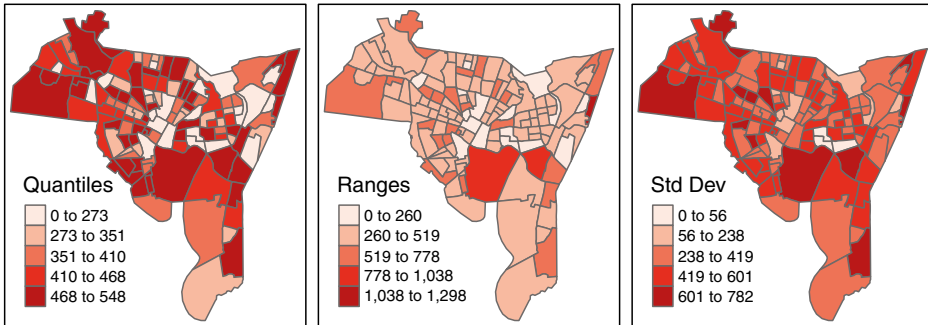 Quantiles
0 to 273
273 to 351
351 to 410
410 to 468
468 to 548
Ranges
0 to 260
260 to 519
519 to 778
778 to 1,038
1,038 to 1,298
Std Dev
0 to 56
56 to 238
238 to 419
419 to 601
601 to 782